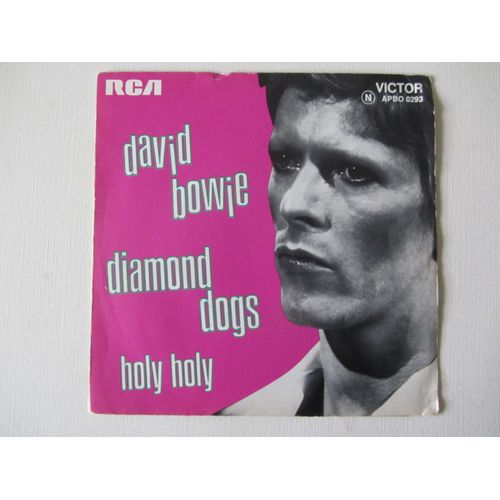 RCA
VICTOR
N APBO 0293
david
bowie
diamond
dogs
holy holy